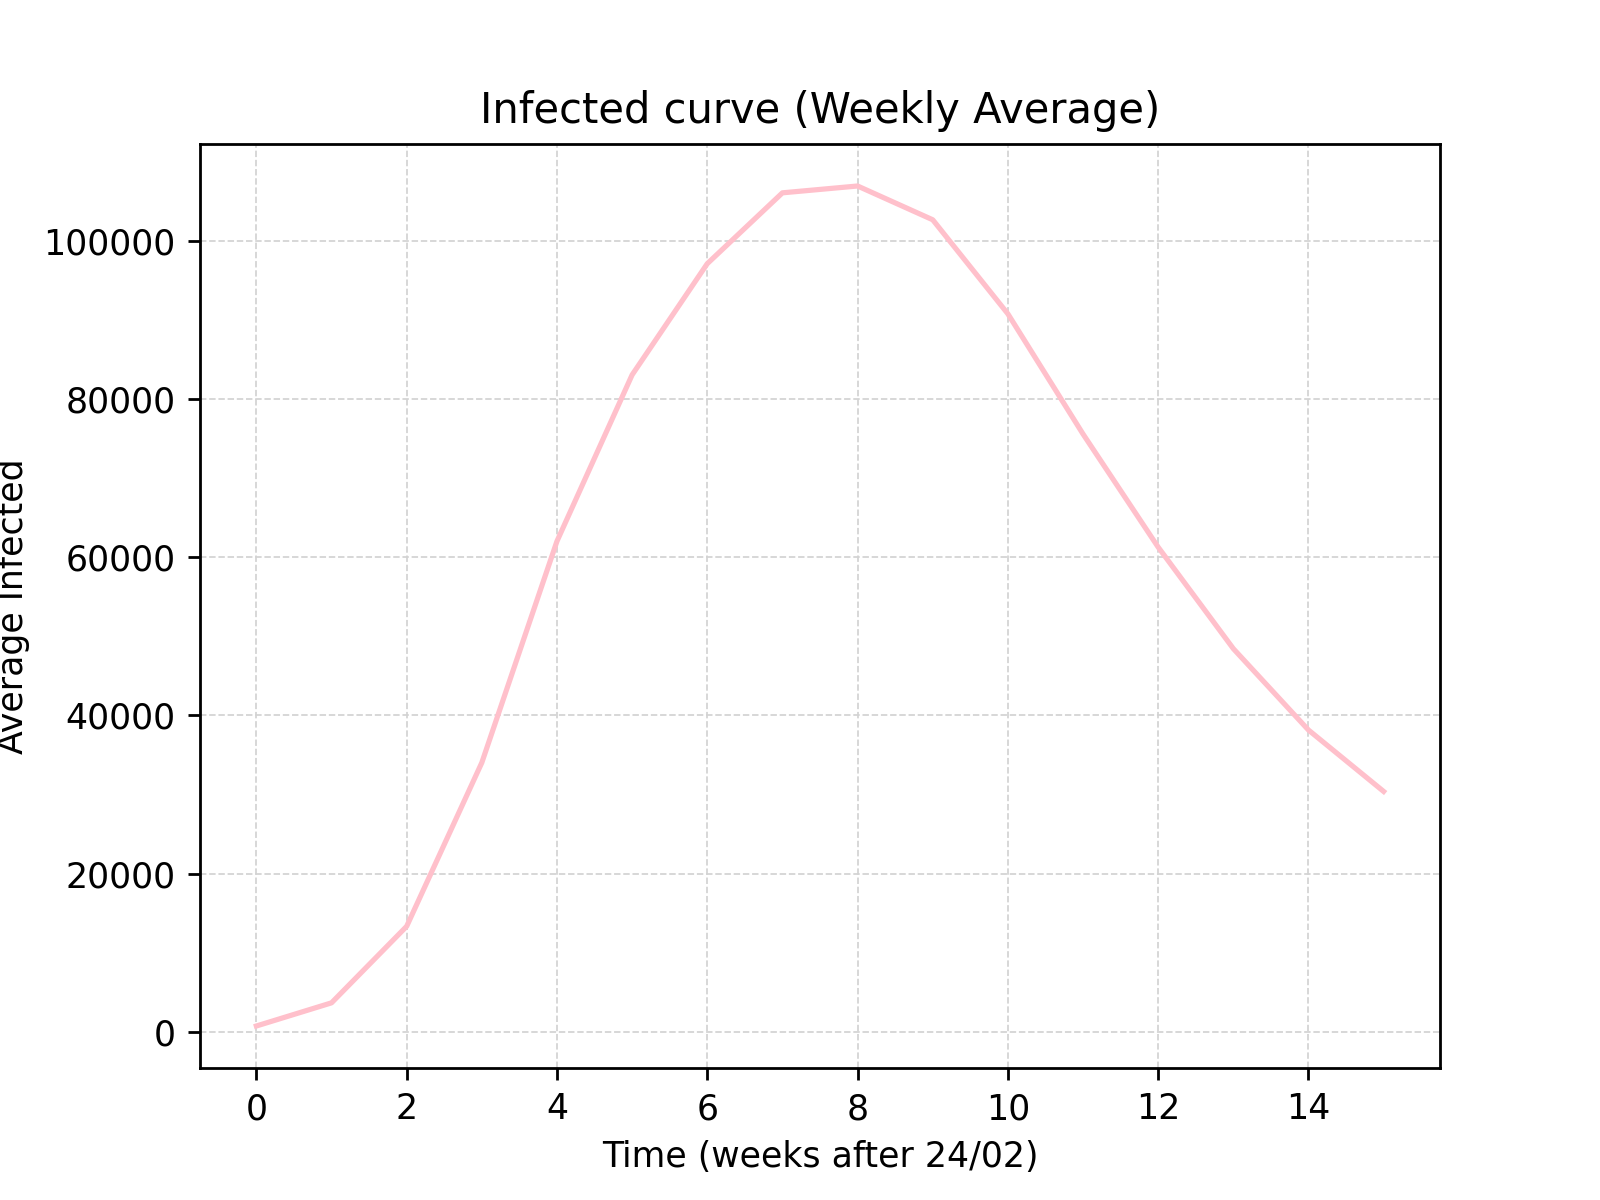 Infected curve (Weekly Average)
Average Infected
100000
80000
60000
40000
20000
0
0 2 4 6 8 10 12 14
Time (weeks after 24/02)